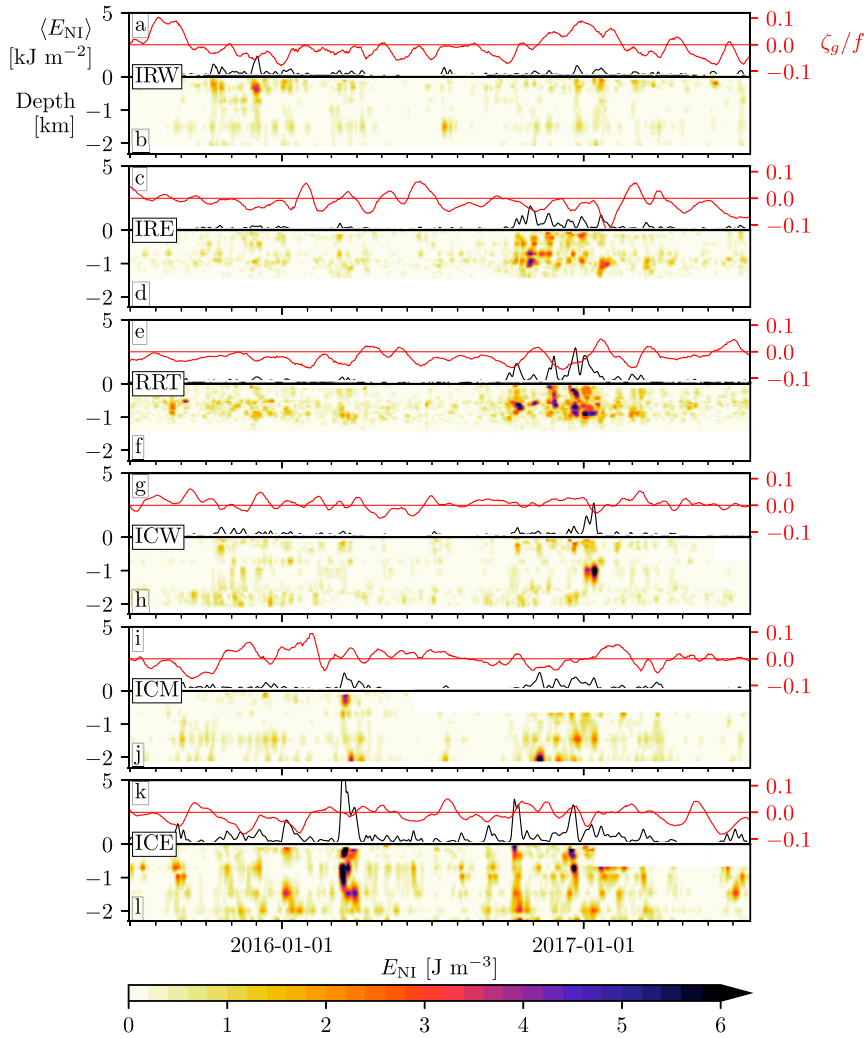 ⟨E_NI⟩
[kJ m⁻²]
5
a
0.1
0.0
−0.1
ζ_g/f
0
IRW
Depth
[km]
−1
−2
b
5
c
0.1
0.0
−0.1
0
IRE
−1
−2
d
5
e
0.1
0.0
−0.1
0
RRT
−1
−2
f
5
g
0.1
0.0
−0.1
0
ICW
−1
−2
h
5
i
0.1
0.0
−0.1
0
ICM
−1
−2
j
5
k
0.1
0.0
−0.1
0
ICE
−1
−2
l
2016-01-01 2017-01-01
E_NI [J m⁻³]
0 1 2 3 4 5 6